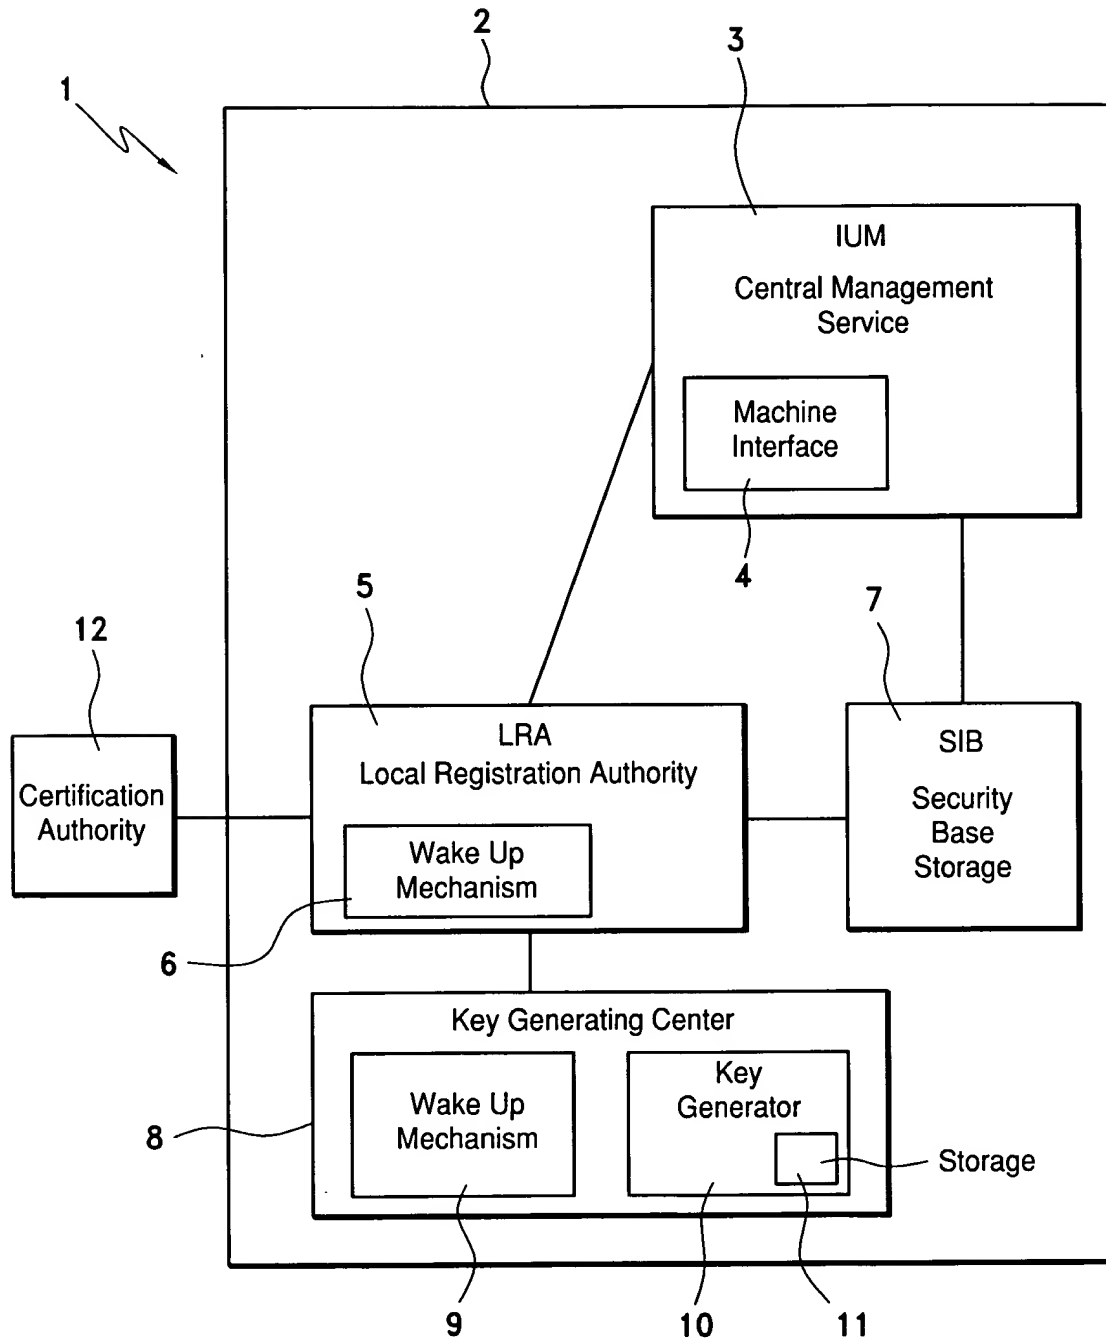 2
3
1
IUM
Central Management
Service
Machine
Interface
4
5
7
12
LRA
Local Registration Authority
SIB
Security
Base
Storage
Certification
Authority
Wake Up
Mechanism
6
Key Generating Center
Wake Up
Mechanism
Key
Generator
8
Storage
9
10
11